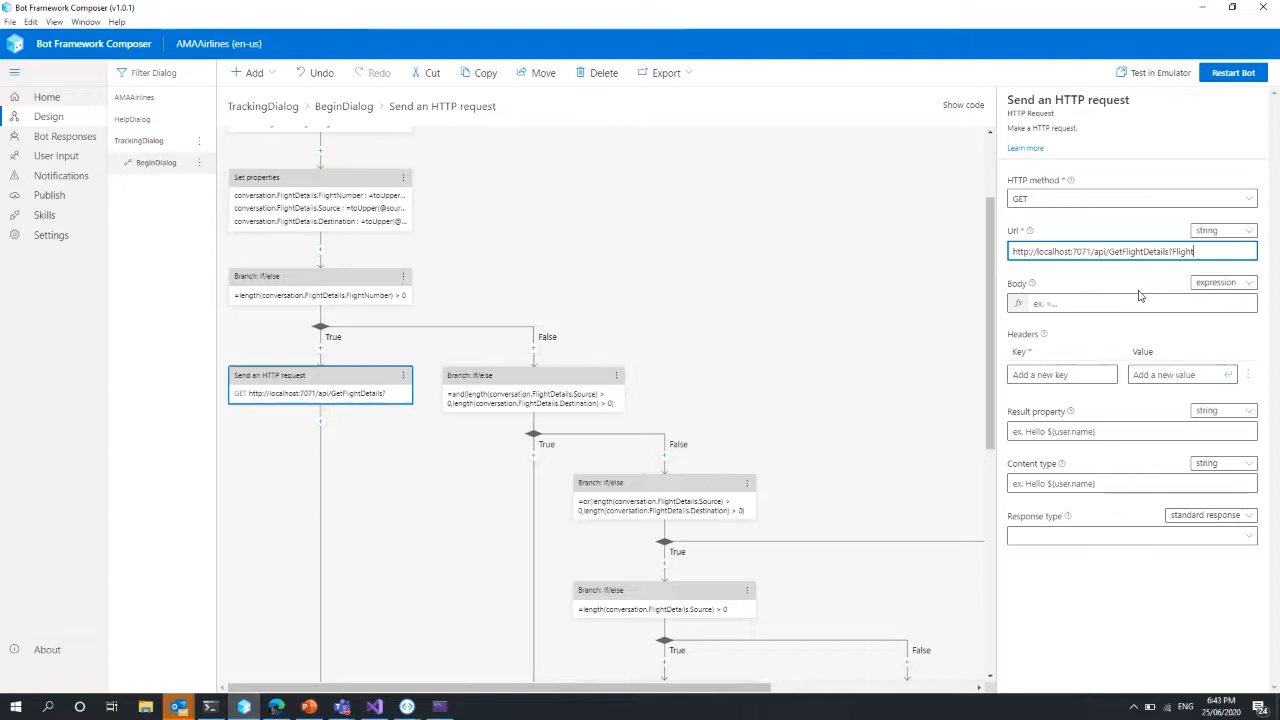 Bot Framework Composer (v1.0.1)
File Edit View Window Help
Bot Framework Composer AMAAirlines (en-us)
Filter Dialog
Add Undo Redo Cut Copy Move Delete Export
Test in Emulator Restart Bot
Home
Design
Bot Responses
User Input
Notifications
Publish
Skills
Settings
About
AMAAirlines
HelpDialog
TrackingDialog
BeginDialog
TrackingDialog > BeginDialog > Send an HTTP request
Show code
Set properties
conversation.FlightDetails.FlightNumber : =toUpper...
conversation.FlightDetails.Source : =toUpper(@sour...
conversation.FlightDetails.Destination : =toUpper(@...
Branch: If/else
=length(conversation.FlightDetails.FlightNumber) > 0
True
False
Send an HTTP request
GET http://localhost:7071/api/GetFlightDetails?
Branch: If/else
=and(length(conversation.FlightDetails.Source) >
0,length(conversation.FlightDetails.Destination) > 0)
True
False
Branch: If/else
=or(length(conversation.FlightDetails.Source) >
0,length(conversation.FlightDetails.Destination) > 0)
True
Branch: If/else
=length(conversation.FlightDetails.Source) > 0
True
False
Send an HTTP request
HTTP Request
Make a HTTP request.
Learn more
HTTP method *
GET
Url * string
http://localhost:7071/api/GetFlightDetails?Flight
Body expression
fx ex. =...
Headers
Key * Value
Add a new key Add a new value
Result property string
ex. Hello ${user.name}
Content type string
ex. Hello ${user.name}
Response type standard response
ENG
6:43 PM
25/06/2020
24